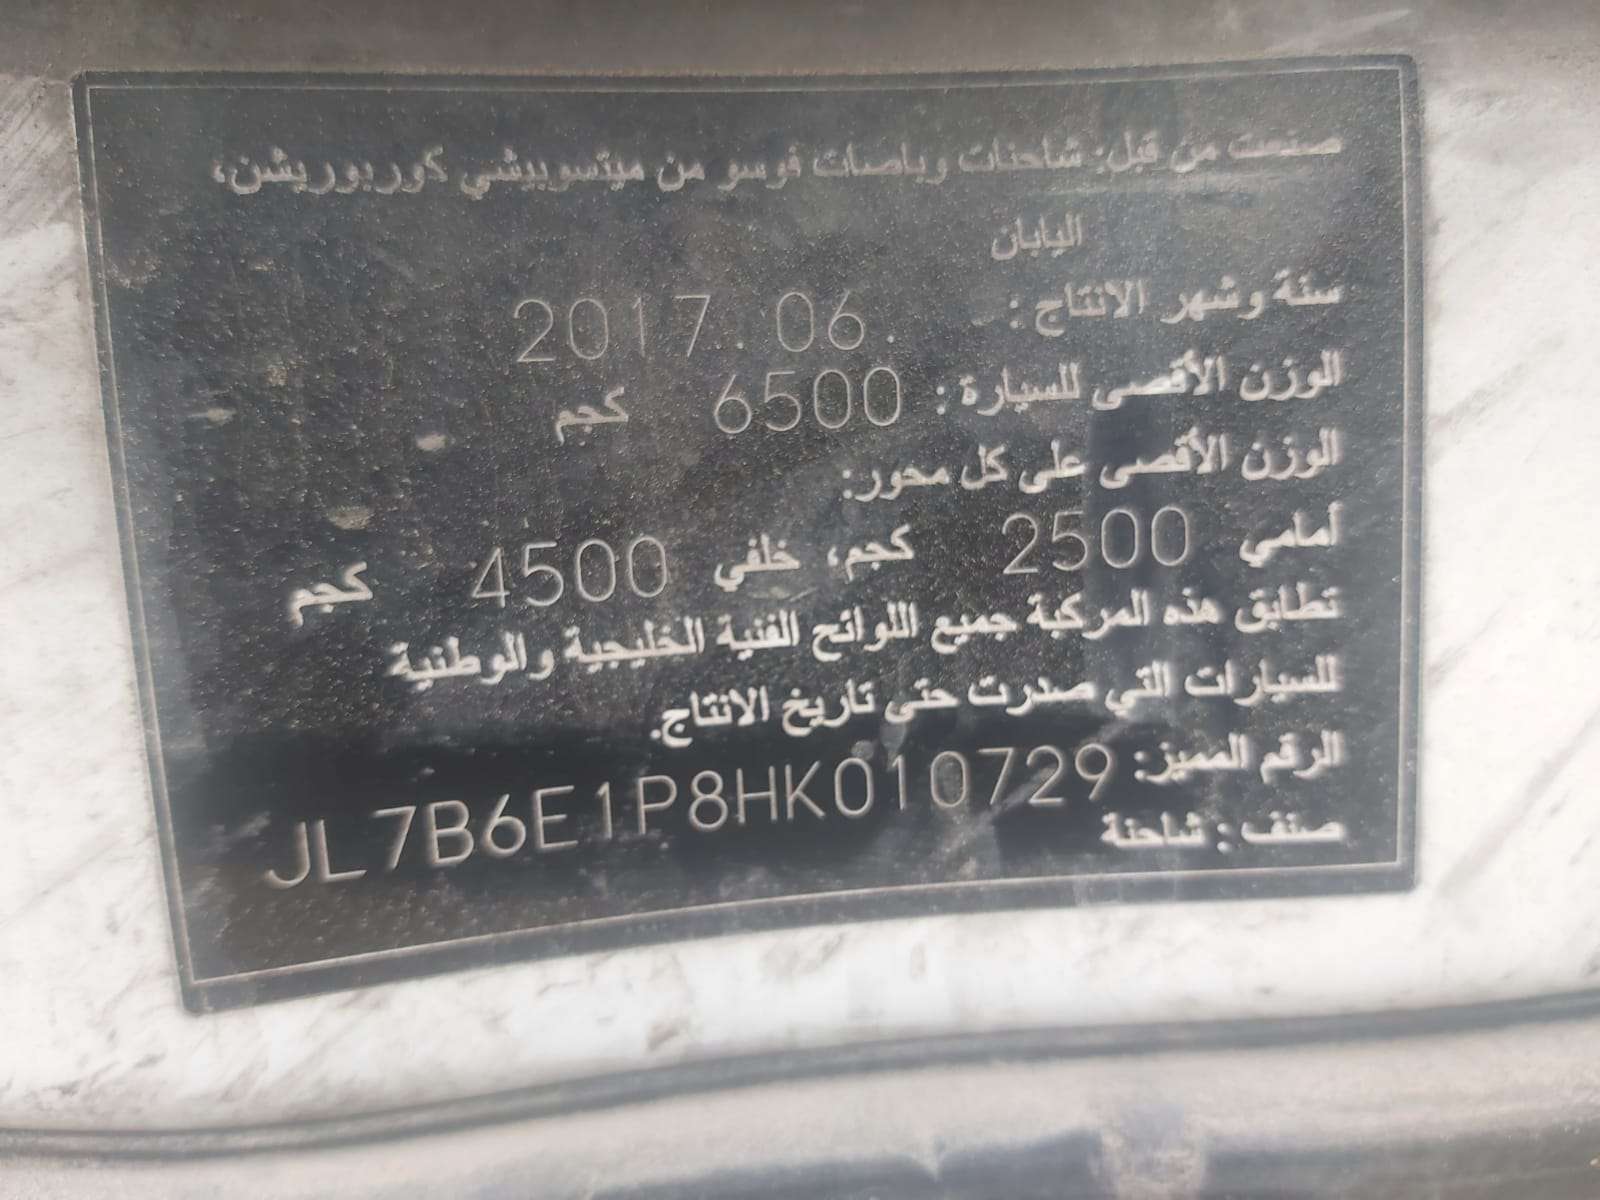 صنعت من قبل: شاحنات وباصات فوسو من ميتسوبيشي كوربوريشن،
اليابان
سنة وشهر الانتاج : 2017. 06.
الوزن الأقصى للسيارة : 6500 كجم
الوزن الأقصى على كل محور:
أمامي 2500 كجم، خلفي 4500 كجم
تطابق هذه المركبة جميع اللوائح الفنية الخليجية والوطنية
للسيارات التي صدرت حتى تاريخ الانتاج.
الرقم المميز: JL7B6E1P8HK010729
صنف : شاحنة